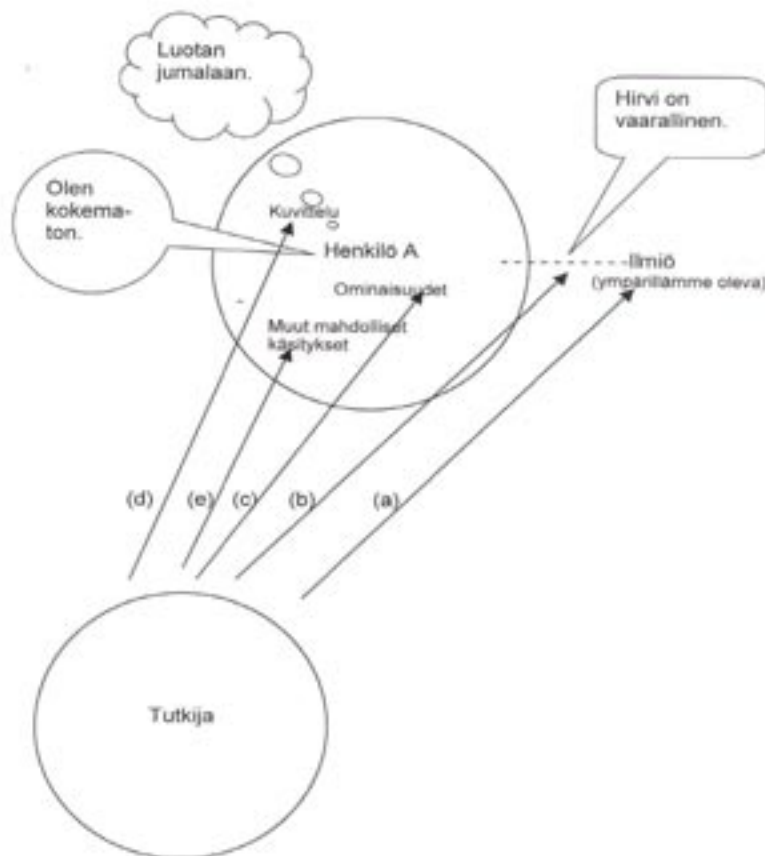 Luotan
jumalaan.
Hirvi on
vaarallinen.
Olen
kokema-
ton.
Kuvittelu
Henkilö A
Ilmiö
(ympärillämme oleva)
Ominaisuudet
Muut mahdolliset
käsitykset
(d)
(e)
(c)
(b)
(a)
Tutkija